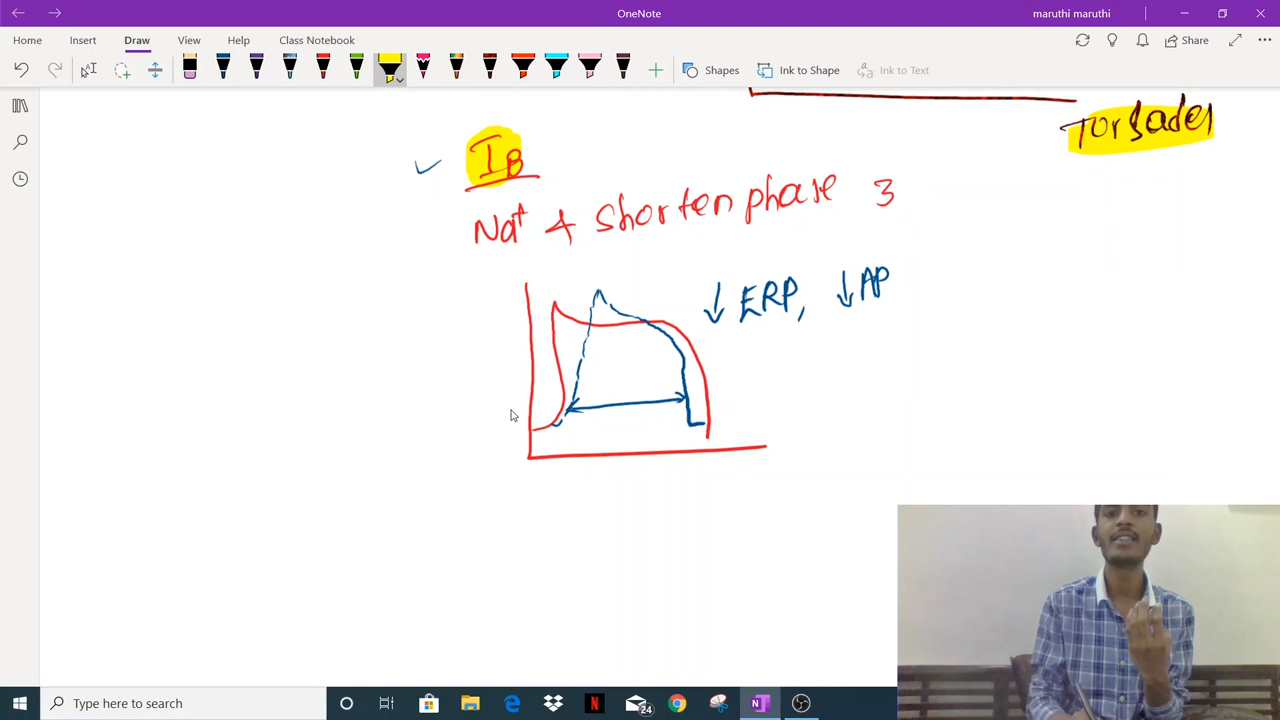 OneNote
maruthi maruthi
Home Insert Draw View Help Class Notebook
Share
Shapes Ink to Shape Ink to Text
Torsades
IB
Na+ & Shorten phase 3
↓ ERP, ↓ AP
Type here to search
24